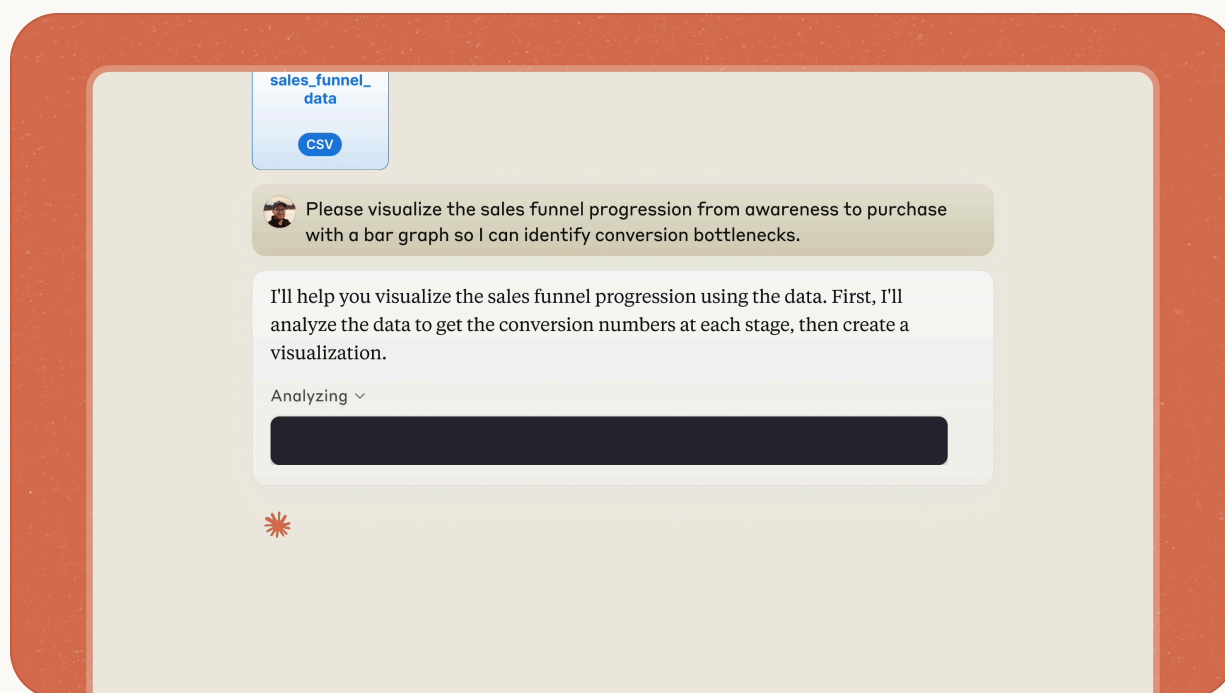 sales_funnel_
data
CSV
Please visualize the sales funnel progression from awareness to purchase
with a bar graph so I can identify conversion bottlenecks.
I'll help you visualize the sales funnel progression using the data. First, I'll
analyze the data to get the conversion numbers at each stage, then create a
visualization.
Analyzing